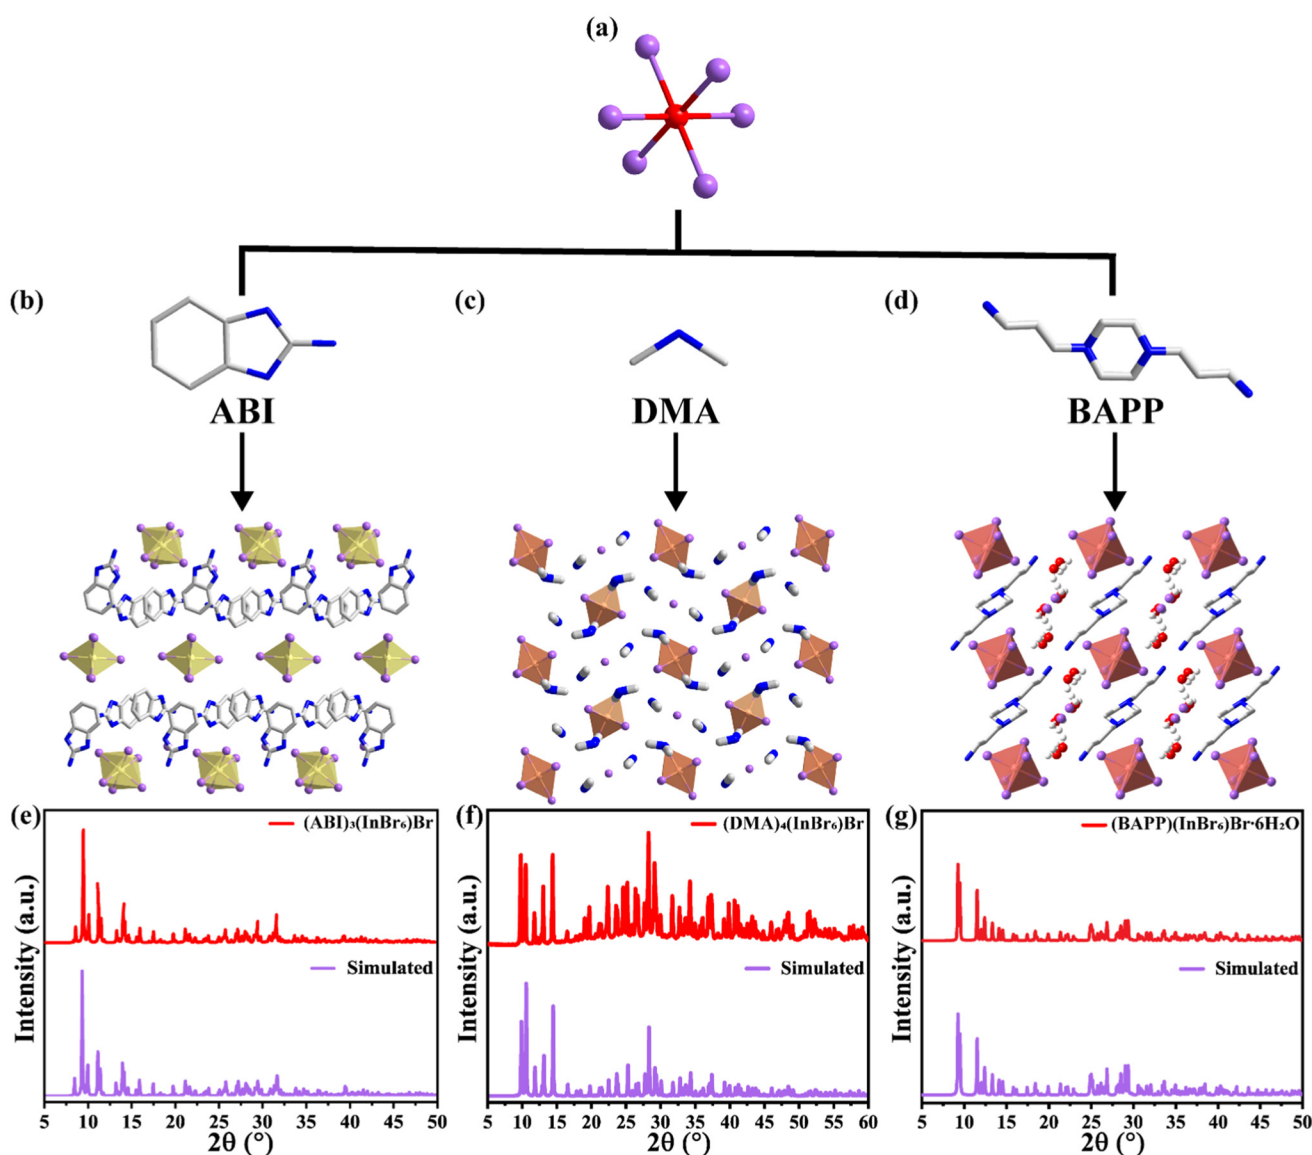 (a)
(b)
(c)
(d)
ABI
DMA
BAPP
(e)
(ABI)₃(InBr₆)Br
Simulated
Intensity (a.u.)
5 10 15 20 25 30 35 40 45 50
2θ (°)
(f)
(DMA)₄(InBr₆)Br
Simulated
Intensity (a.u.)
5 10 15 20 25 30 35 40 45 50 55 60
2θ (°)
(g)
(BAPP)(InBr₆)Br·6H₂O
Simulated
Intensity (a.u.)
5 10 15 20 25 30 35 40 45 50
2θ (°)